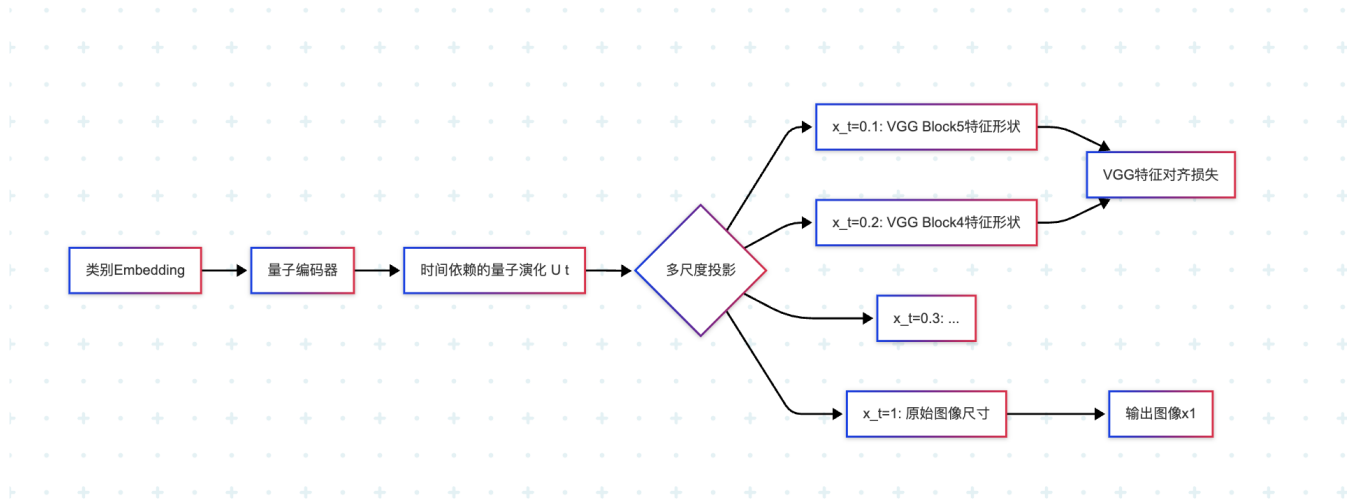 类别Embedding
量子编码器
时间依赖的量子演化 U t
多尺度投影
x_t=0.1: VGG Block5特征形状
x_t=0.2: VGG Block4特征形状
VGG特征对齐损失
x_t=0.3: ...
x_t=1: 原始图像尺寸
输出图像x1